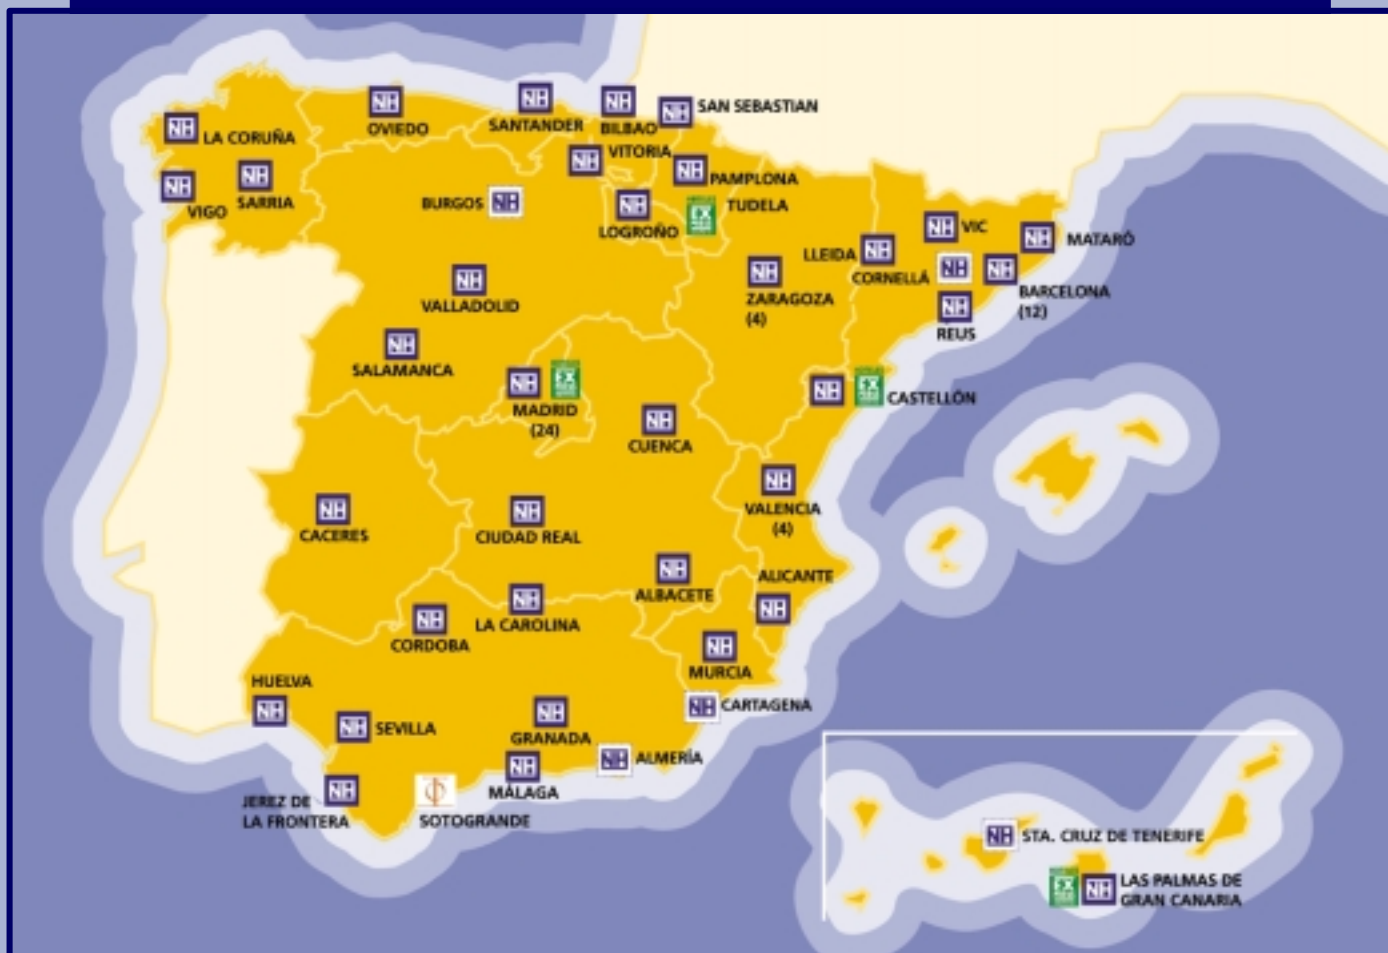 NH
NH
NH
NH
NH
SAN SEBASTIAN
NH
LA CORUÑA
OVIEDO
SANTANDER
BILBAO
NH
VITORIA
NH
NH
NH
PAMPLONA
VIGO
SARRIA
BURGOS
NH
NH
EX
TUDELA
LOGROÑO
NH
VIC
NH
MATARÓ
LLEIDA
NH
CORNELLÁ
NH
NH
BARCELONA
(12)
NH
VALLADOLID
NH
ZARAGOZA
(4)
NH
REUS
NH
SALAMANCA
NH
EX
MADRID
(24)
NH
EX
CASTELLÓN
NH
CUENCA
NH
VALENCIA
(4)
NH
CACERES
NH
CIUDAD REAL
NH
ALBACETE
ALICANTE
NH
NH
LA CAROLINA
NH
CORDOBA
NH
MURCIA
HUELVA
NH
NH
CARTAGENA
NH
SEVILLA
NH
GRANADA
NH
ALMERÍA
NH
MÁLAGA
NH
JEREZ DE
LA FRONTERA
SOTOGRANDE
NH
STA. CRUZ DE TENERIFE
EX
NH
LAS PALMAS DE
GRAN CANARIA